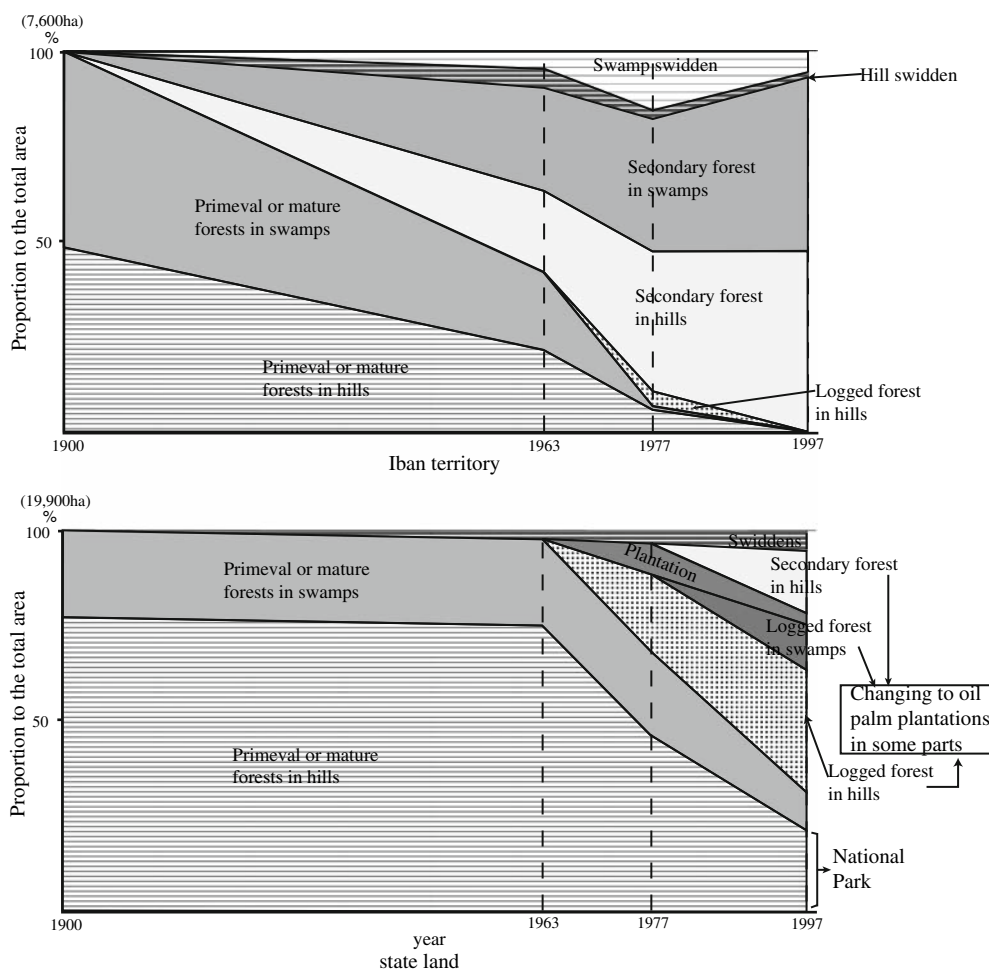 (7,600ha)
%
100
50
Proportion to the total area
Swamp swidden
Hill swidden
Secondary forest
in swamps
Primeval or mature
forests in swamps
Secondary forest
in hills
Primeval or mature
forests in hills
Logged forest
in hills
1900
1963
1977
1997
Iban territory
(19,900ha)
%
100
50
Proportion to the total area
Swiddens
Plantation
Secondary forest
in hills
Primeval or mature
forests in swamps
Logged forest
in swamps
Changing to oil
palm plantations
in some parts
Primeval or mature
forests in hills
Logged forest
in hills
National
Park
1900
1963
1977
1997
year
state land